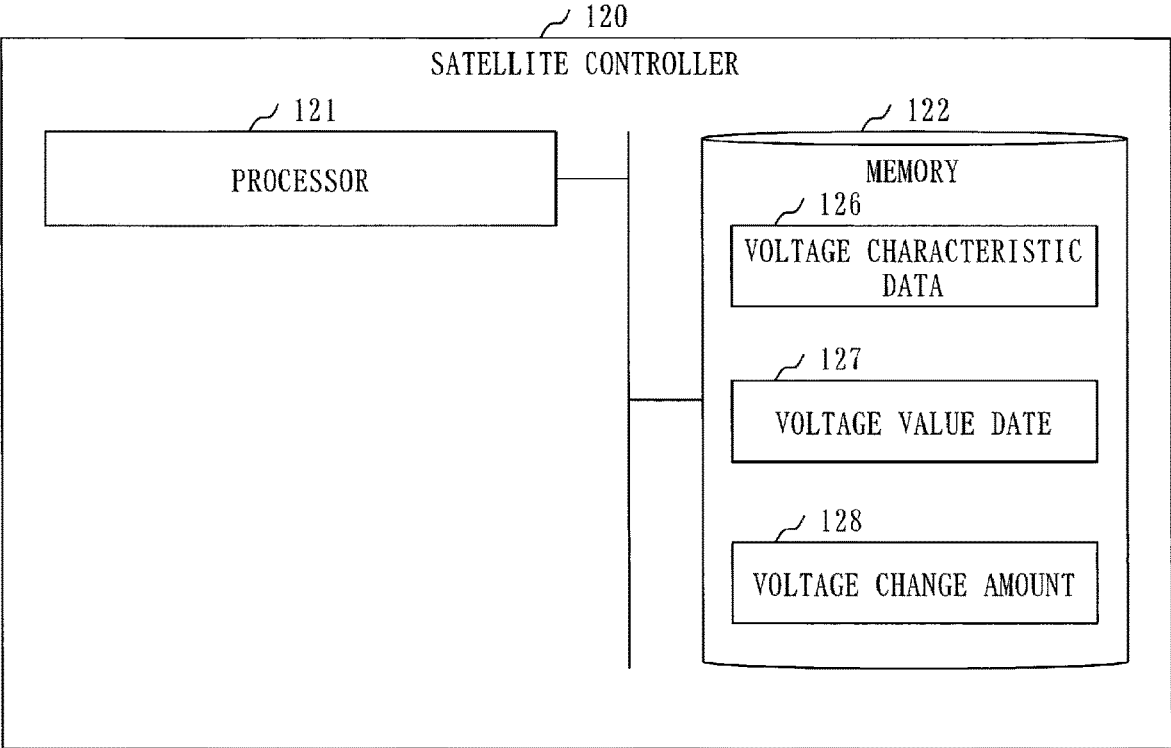 120
SATELLITE CONTROLLER
121
PROCESSOR
122
MEMORY
126
VOLTAGE CHARACTERISTIC
DATA
127
VOLTAGE VALUE DATE
128
VOLTAGE CHANGE AMOUNT